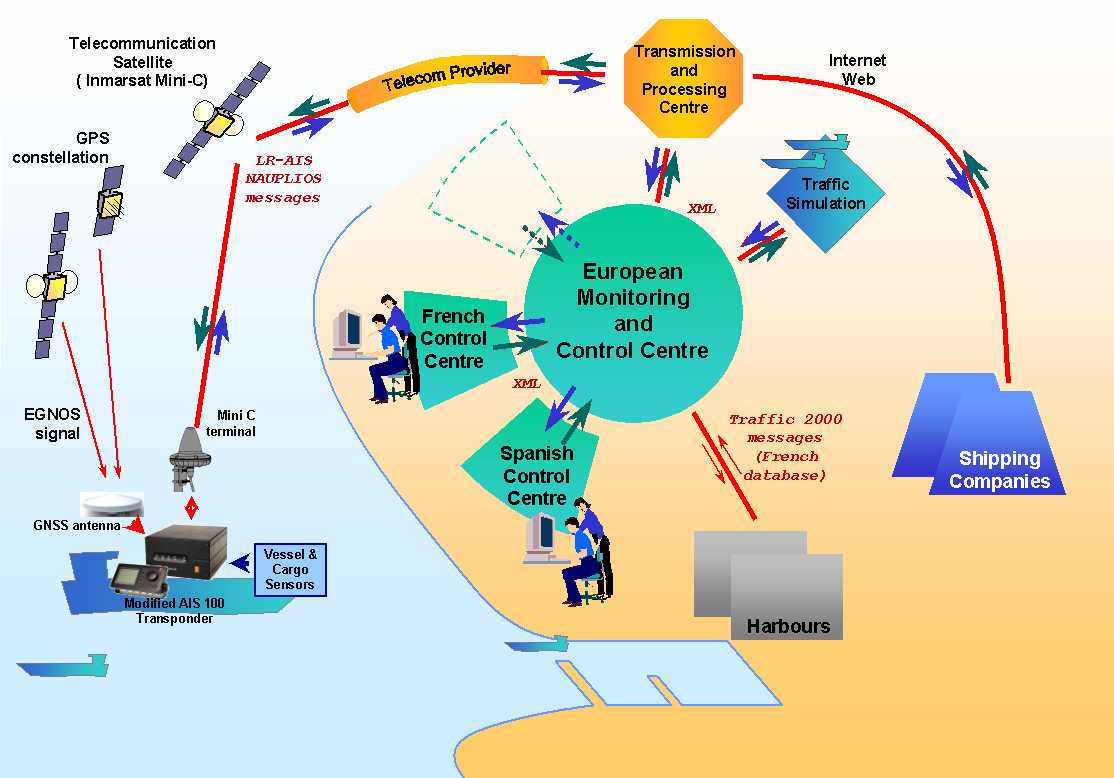 Telecommunication
Satellite
( Inmarsat Mini-C)
Telecom Provider
Transmission
and
Processing
Centre
Internet
Web
GPS
constellation
LR-AIS
NAUPLIOS
messages
XML
Traffic
Simulation
European
Monitoring
and
Control Centre
French
Control
Centre
XML
EGNOS
signal
Mini C
terminal
Traffic 2000
messages
(French
database)
Spanish
Control
Centre
Shipping
Companies
GNSS antenna
Vessel &
Cargo
Sensors
Modified AIS 100
Transponder
Harbours